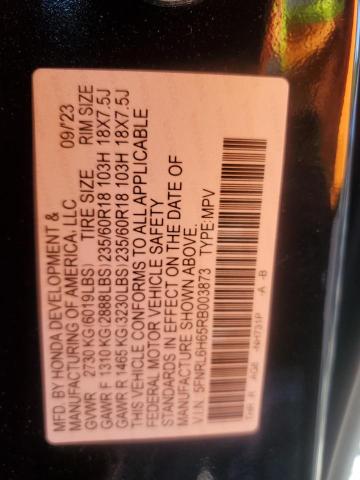 MFD BY HONDA DEVELOPMENT &
MANUFACTURING OF AMERICA, LLC. 09/23
GVWR 2730 KG(6019LBS) TIRE SIZE RIM SIZE
GAWR F 1310 KG(2888LBS) 235/60R18 103H 18X7.5J
GAWR R 1465 KG(3230LBS) 235/60R18 103H 18X7.5J
THIS VEHICLE CONFORMS TO ALL APPLICABLE
FEDERAL MOTOR VEHICLE SAFETY
STANDARDS IN EFFECT ON THE DATE OF
MANUFACTURE SHOWN ABOVE.
V.I.N. 5FNRL6H65RB003873 TYPE:MPV
THR R AGE -NH731P -A -B